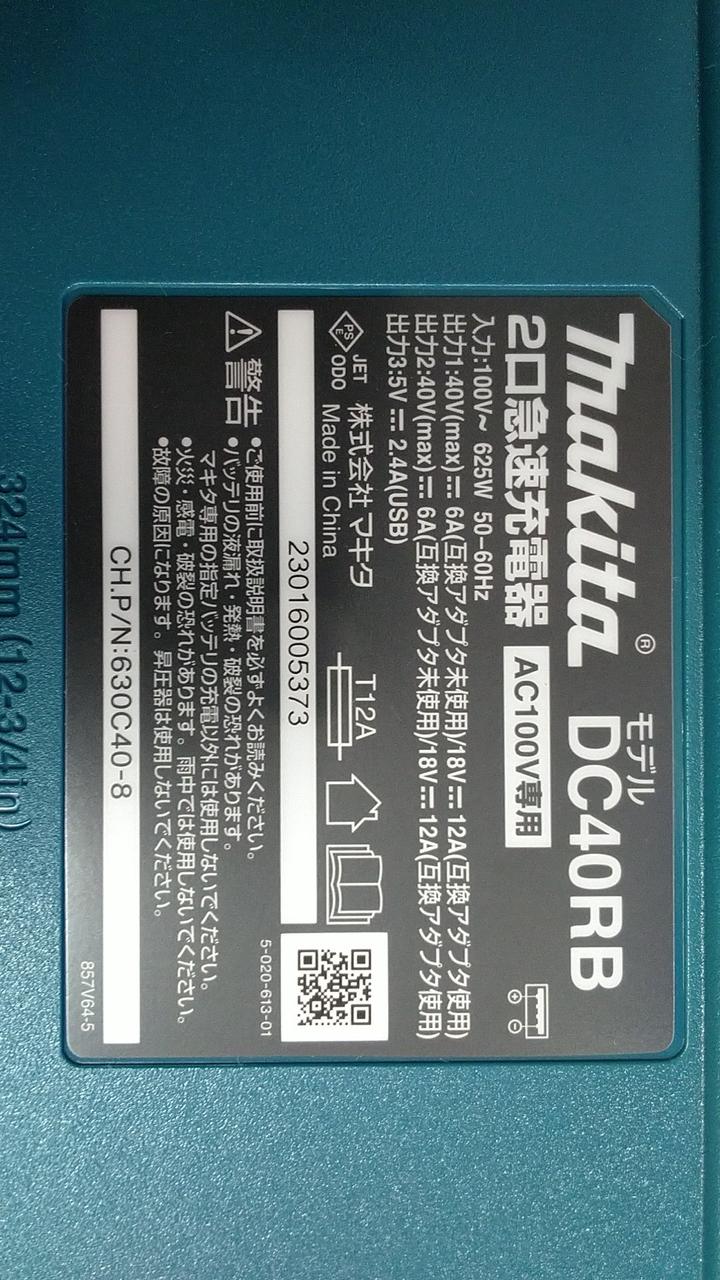 makita® モデル DC40RB
2口急速充電器 AC100V専用
入力:100V~ 625W 50–60Hz
出力1:40V(max)⎓ 6A(互換アダプタ未使用)/18V⎓ 12A(互換アダプタ使用)
出力2:40V(max)⎓ 6A(互換アダプタ未使用)/18V⎓ 12A(互換アダプタ使用)
出力3:5V⎓ 2.4A(USB)
PS
E
JET
ODO
株式会社マキタ
Made in China
T12A
23016005373
5-020-613-01
警告
•ご使用前に取扱説明書を必ずよくお読みください。
•バッテリの液漏れ・発熱・破裂の恐れがあります。
マキタ専用の指定バッテリの充電以外には使用しないでください。
•火災・感電・破裂の恐れがあります。雨中では使用しないでください。
•故障の原因になります。昇圧器は使用しないでください。
CH.P/N:630C40-8
857V64-5
324mm (12-3/4in)